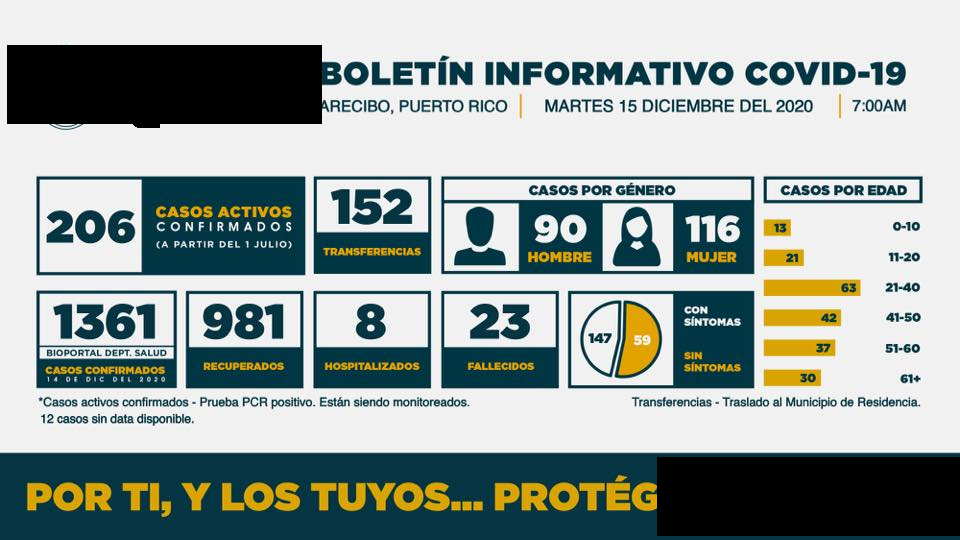 BOLETÍN INFORMATIVO COVID-19
ARECIBO, PUERTO RICO | MARTES 15 DICIEMBRE DEL 2020 | 7:00AM
206
CASOS ACTIVOS
CONFIRMADOS
(A PARTIR DEL 1 JULIO)
152
TRANSFERENCIAS
CASOS POR GÉNERO
90
HOMBRE
116
MUJER
CASOS POR EDAD
13 0-10
21 11-20
63 21-40
42 41-50
37 51-60
30 61+
1361
BIOPORTAL DEPT. SALUD
CASOS CONFIRMADOS
14 DE DIC DEL 2020
981
RECUPERADOS
8
HOSPITALIZADOS
23
FALLECIDOS
147
59
CON
SÍNTOMAS
SIN
SÍNTOMAS
*Casos activos confirmados - Prueba PCR positivo. Están siendo monitoreados.
12 casos sin data disponible.
Transferencias - Traslado al Municipio de Residencia.
POR TI, Y LOS TUYOS... PROTÉG